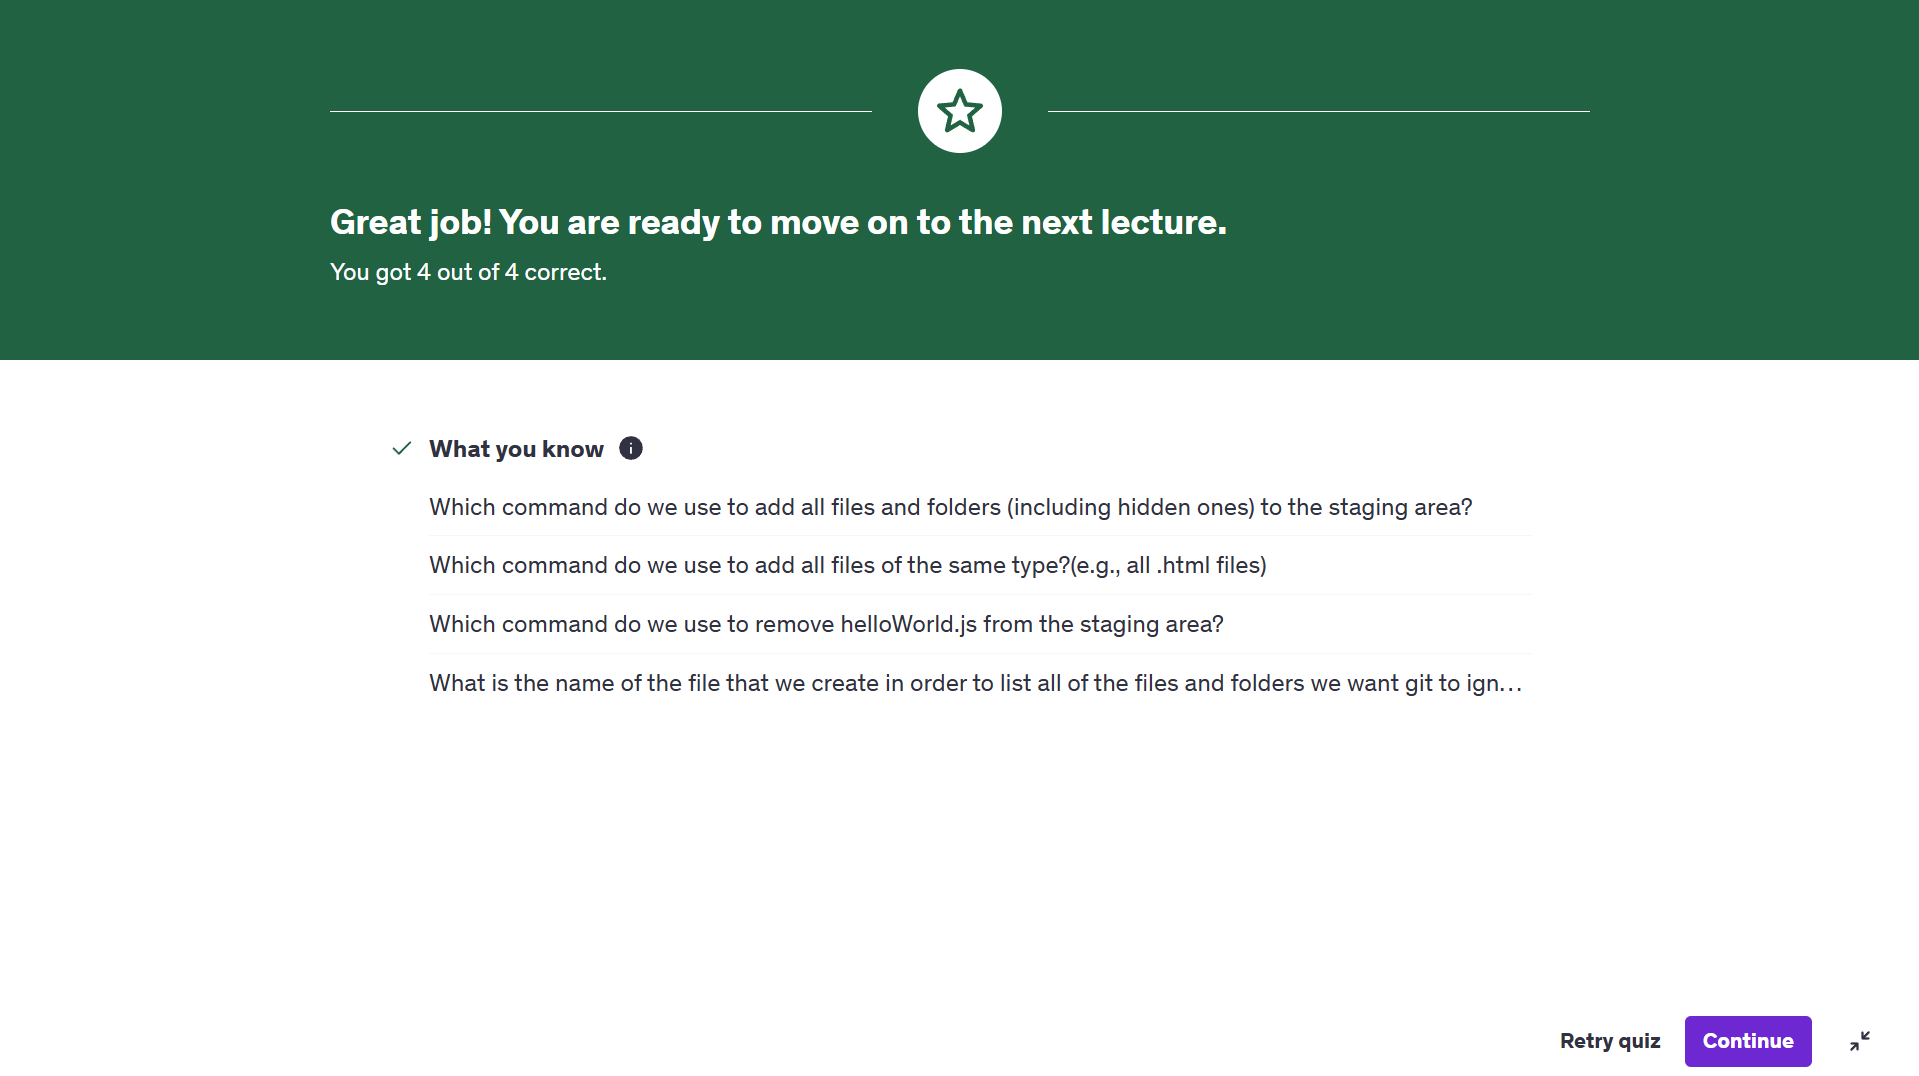 Great job! You are ready to move on to the next lecture.
You got 4 out of 4 correct.
What you know
Which command do we use to add all files and folders (including hidden ones) to the staging area?
Which command do we use to add all files of the same type?(e.g., all .html files)
Which command do we use to remove helloWorld.js from the staging area?
What is the name of the file that we create in order to list all of the files and folders we want git to ign...
Retry quiz
Continue